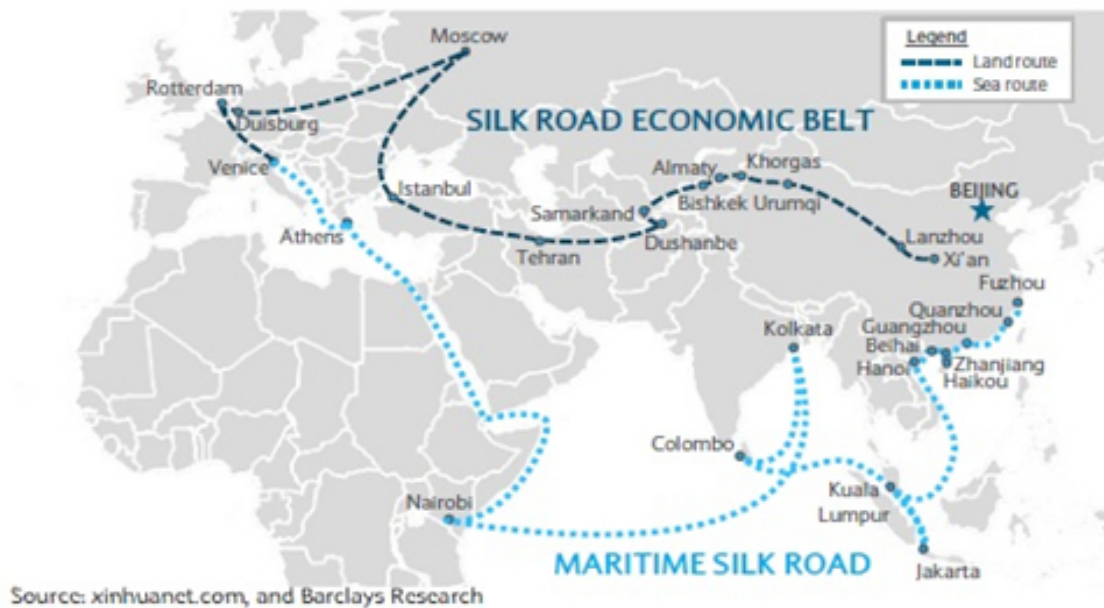 Legend
Land route
Sea route
Moscow
Rotterdam
Duisburg
SILK ROAD ECONOMIC BELT
Venice
Almaty
Khorgas
Istanbul
Bishkek Urumqi
BEIJING
Samarkand
Athens
Dushanbe
Tehran
Lanzhou
Xi'an
Fuzhou
Quanzhou
Kolkata
Guangzhou
Beihai
Hanoi
Zhanjiang
Haikou
Colombo
Nairobi
Kuala
Lumpur
MARITIME SILK ROAD
Jakarta
Source: xinhuanet.com, and Barclays Research